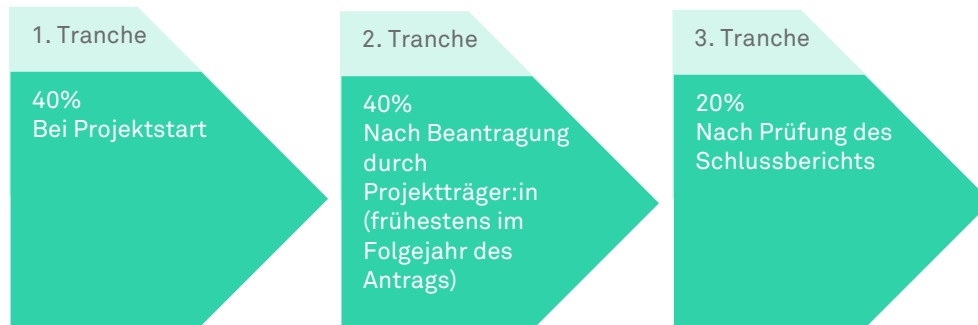 1. Tranche
40%
Bei Projektstart
2. Tranche
40%
Nach Beantragung
durch
Projektträger:in
(frühestens im
Folgejahr des
Antrags)
3. Tranche
20%
Nach Prüfung des
Schlussberichts